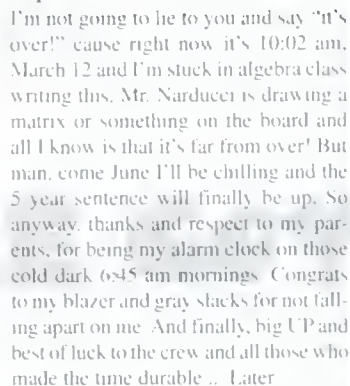 I'm not going to lie to you and say "it's
over!" cause right now it's 10:02 am,
March 12 and I'm stuck in algebra class
writing this. Mr. Narducci is drawing a
matrix or something on the board and
all I know is that it's far from over! But
man, come June I'll be chilling and the
5 year sentence will finally be up. So
anyway, thanks and respect to my par-
ents, for being my alarm clock on those
cold dark 6:45 am mornings. Congrats
to my blazer and gray slacks for not fall-
ing apart on me. And finally, big UP and
best of luck to the crew and all those who
made the time durable... Later